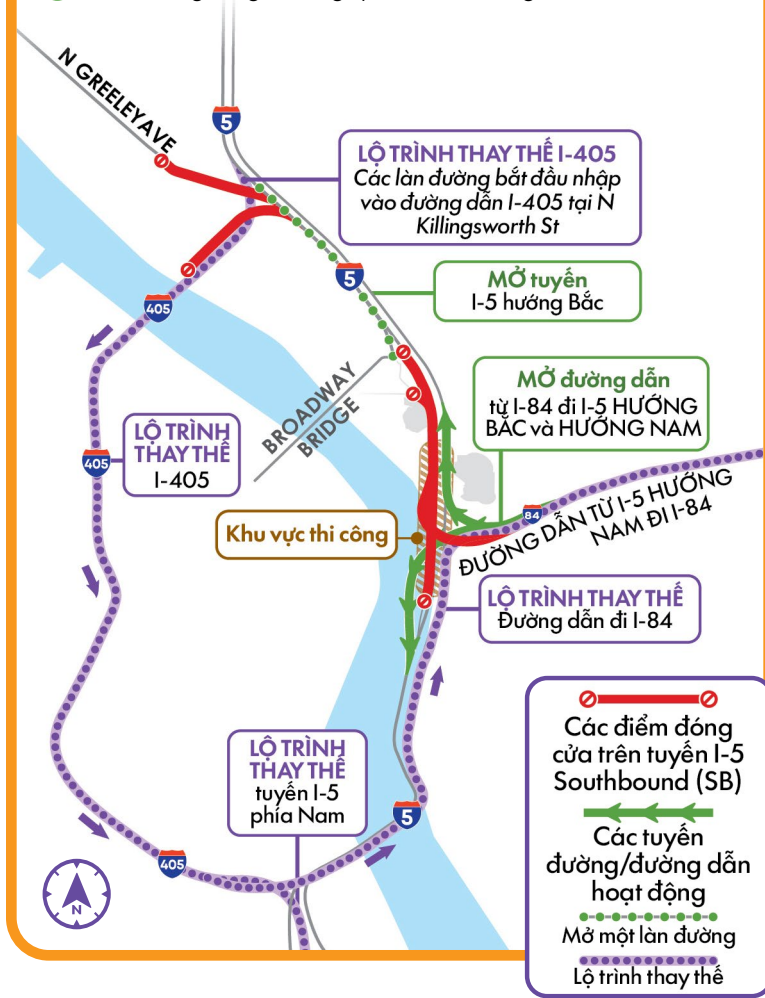 N GREELEY AVE
5
LỘ TRÌNH THAY THẾ I-405
Các làn đường bắt đầu nhập
vào đường dẫn I-405 tại N
Killingsworth St
5
MỞ tuyến
I-5 hướng Bắc
405
BROADWAY
BRIDGE
MỞ đường dẫn
từ I-84 đi I-5 HƯỚNG
BẮC và HƯỚNG NAM
LỘ TRÌNH
THAY THẾ
I-405
405
84
ĐƯỜNG DẪN TỪ I-5 HƯỚNG
NAM ĐI I-84
Khu vực thi công
LỘ TRÌNH THAY THẾ
Đường dẫn đi I-84
LỘ TRÌNH
THAY THẾ
tuyến I-5
phía Nam
5
405
N
Các điểm đóng
cửa trên tuyến I-5
Southbound (SB)
Các tuyến
đường/đường dẫn
hoạt động
Mở một làn đường
Lộ trình thay thế